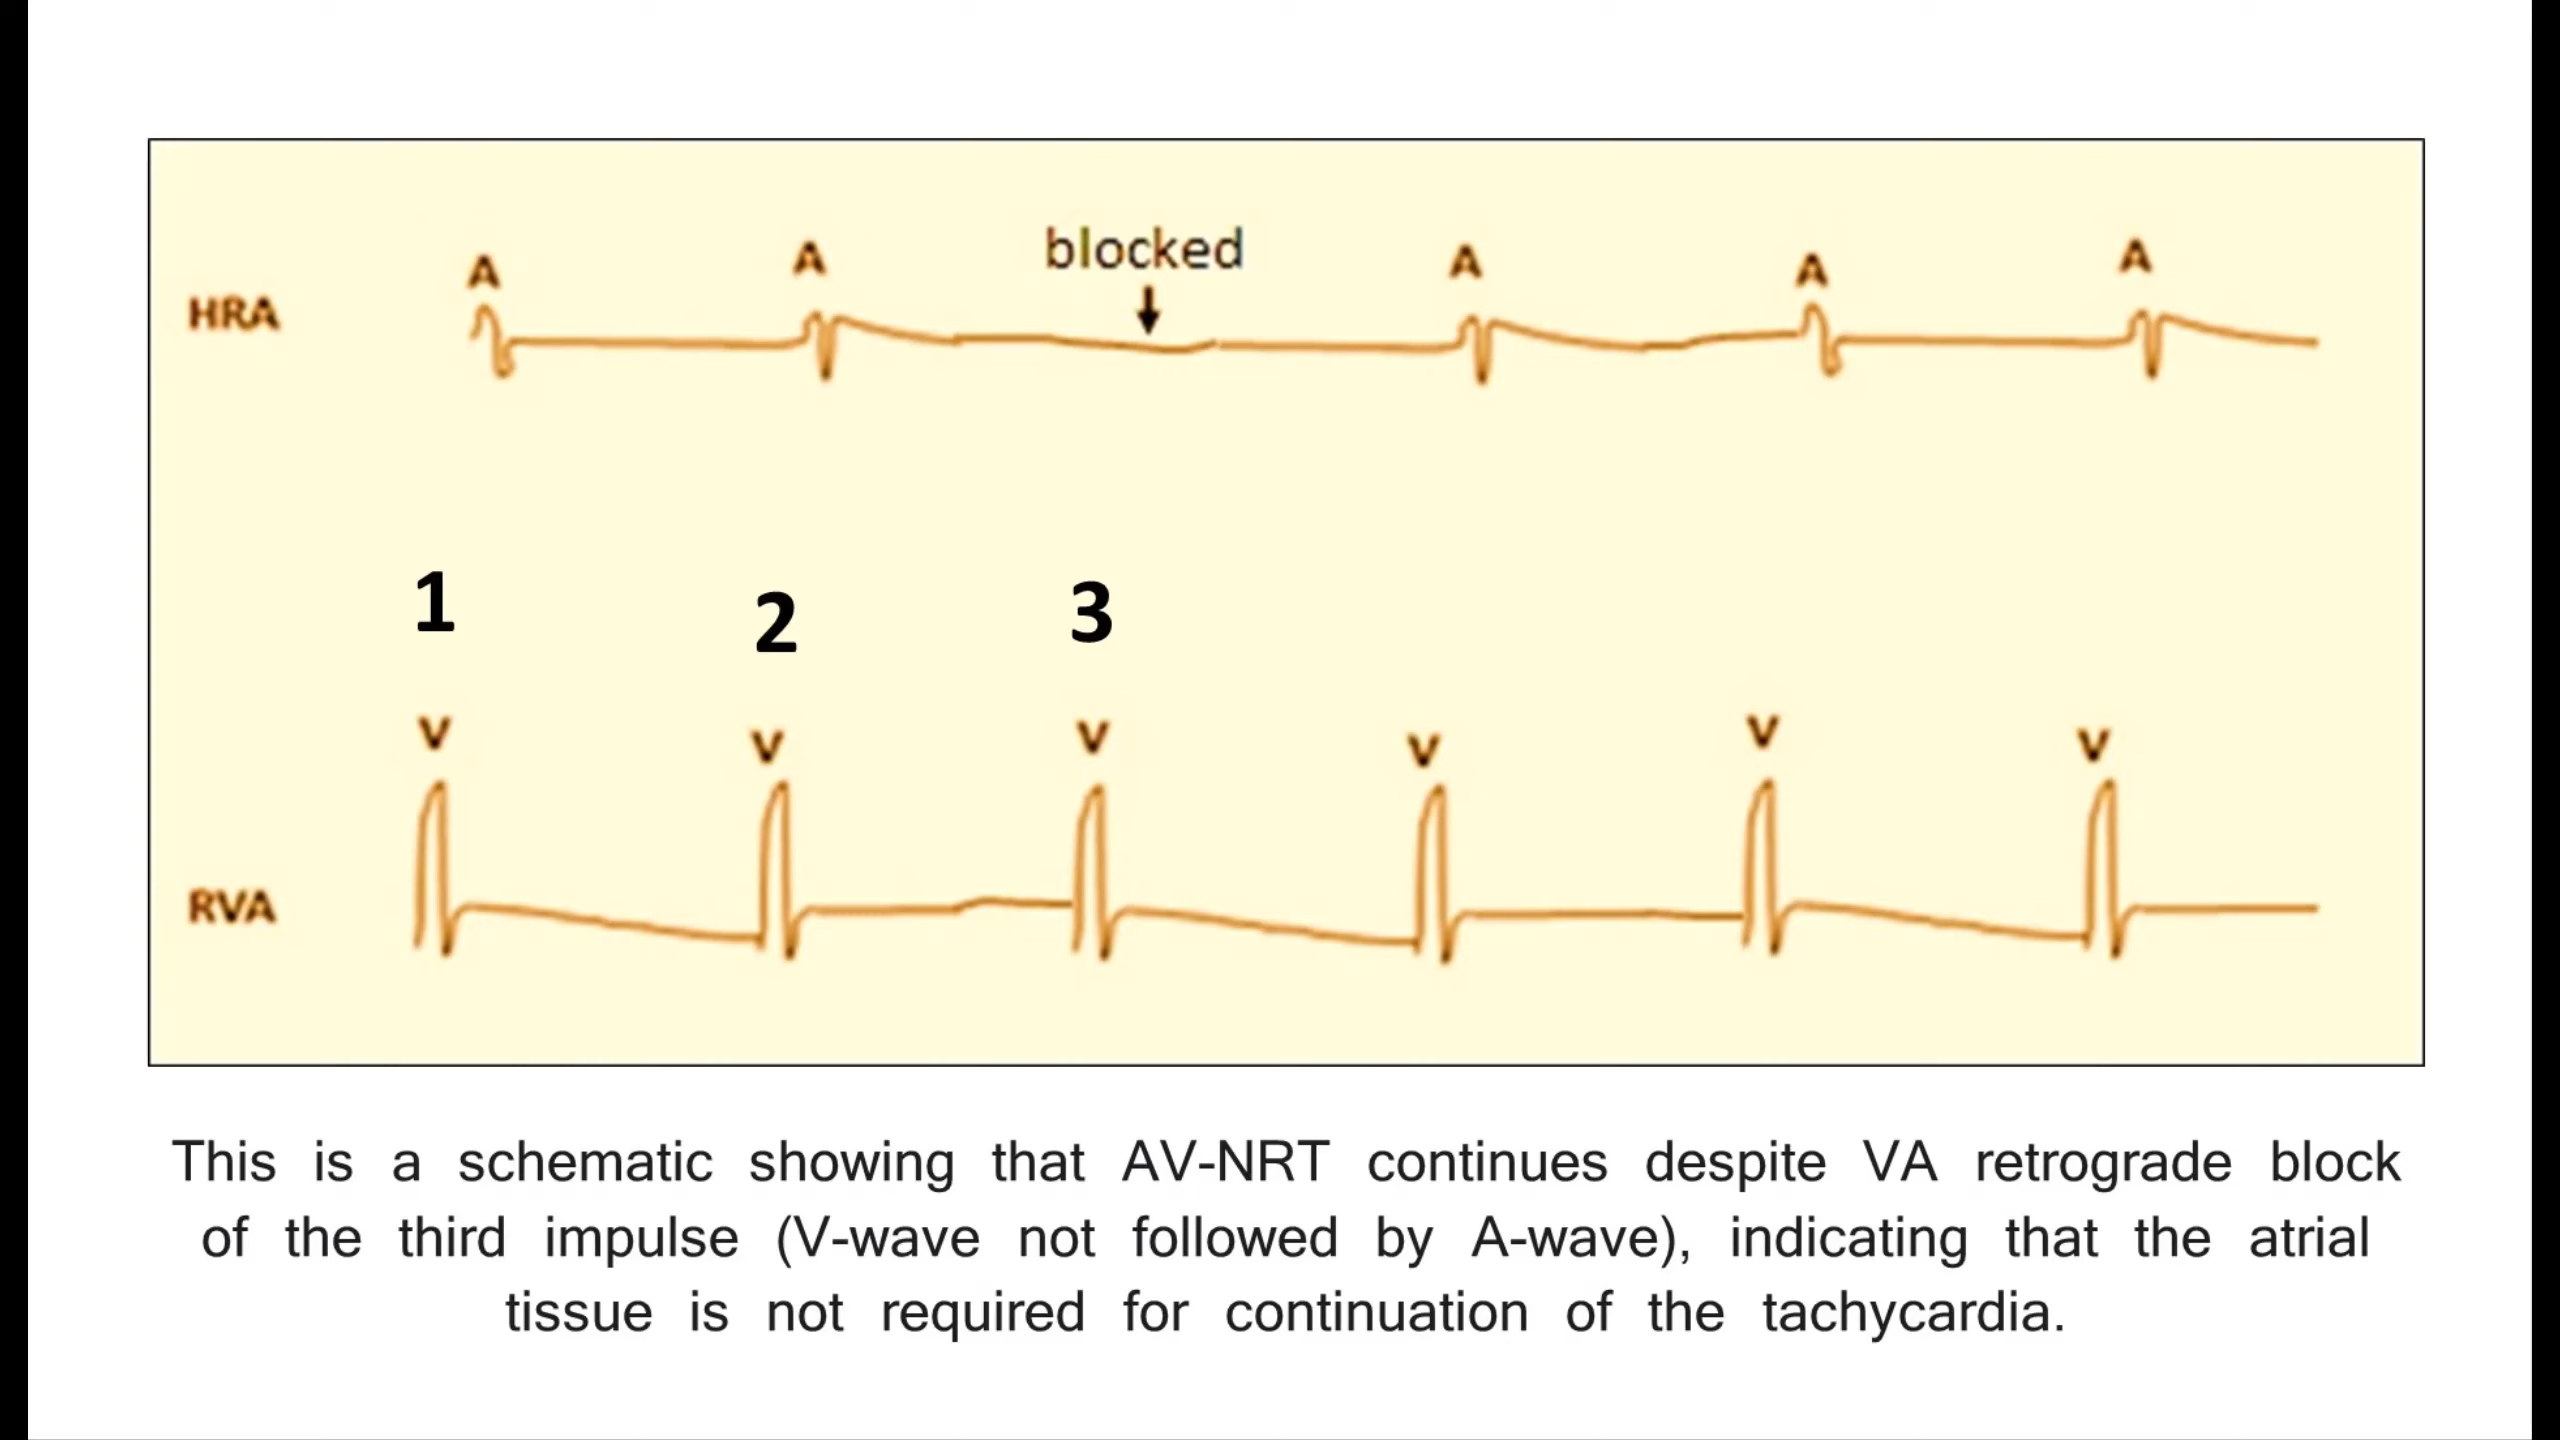 blocked
A A A A A
HRA
1 2 3
V V V V V V
RVA
This is a schematic showing that AV-NRT continues despite VA retrograde block
of the third impulse (V-wave not followed by A-wave), indicating that the atrial
tissue is not required for continuation of the tachycardia.